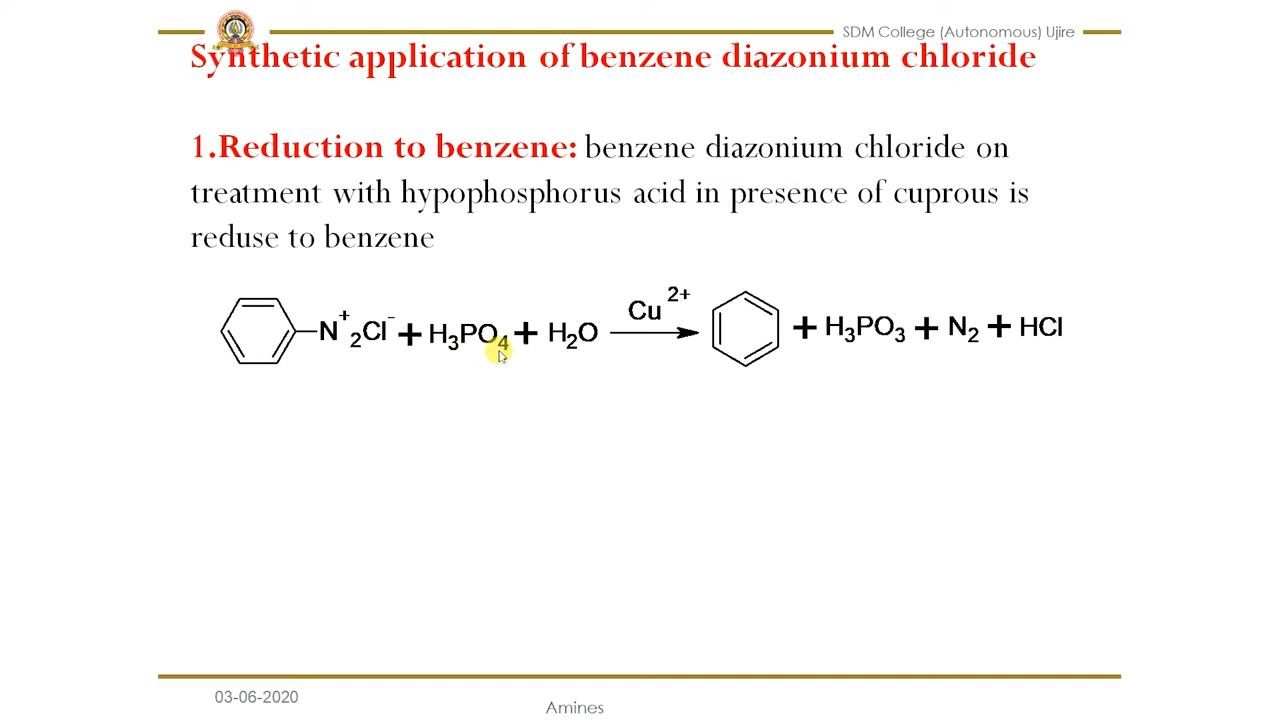 SDM College (Autonomous) Ujire
Synthetic application of benzene diazonium chloride
1.Reduction to benzene: benzene diazonium chloride on
treatment with hypophosphorus acid in presence of cuprous is
reduse to benzene
N⁺₂Cl⁻ + H₃PO₄ + H₂O Cu²⁺ + H₃PO₃ + N₂ + HCl
03-06-2020
Amines